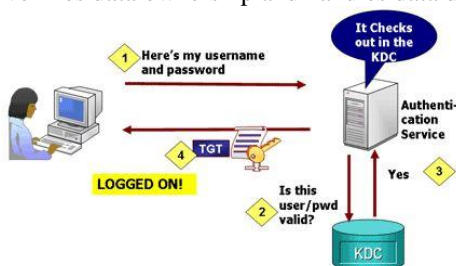 It Checks
out in the
KDC
1
Here's my username
and password
Authenti-
cation
Service
4
TGT
LOGGED ON!
Yes
3
2
Is this
user/pwd
valid?
KDC